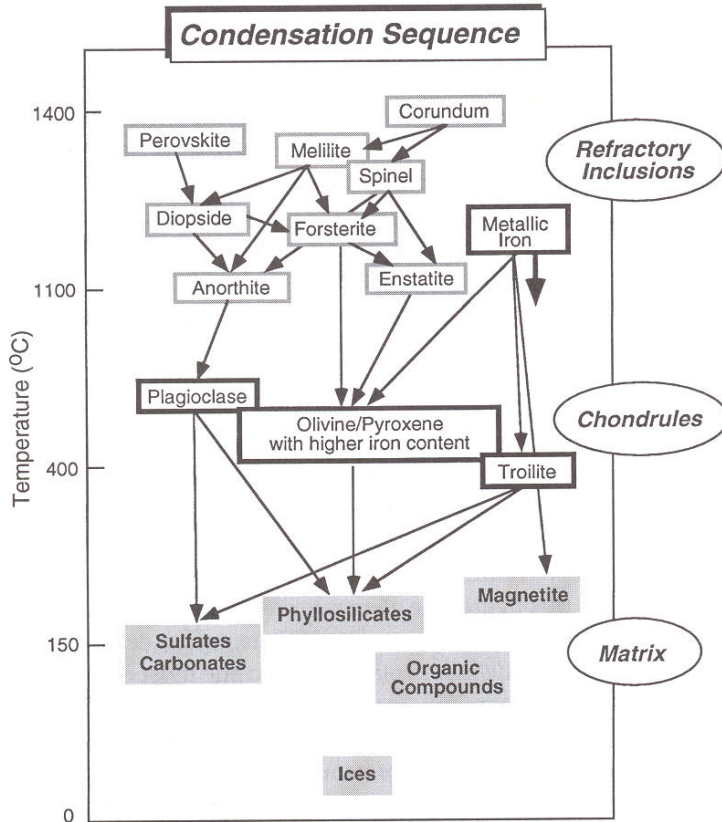 Condensation Sequence
1400
Corundum
Perovskite
Melilite
Spinel
Refractory
Inclusions
Diopside
Forsterite
Metallic
Iron
1100
Anorthite
Enstatite
Temperature (ºC)
Plagioclase
Olivine/Pyroxene
with higher iron content
Chondrules
400
Troilite
Magnetite
Phyllosilicates
Sulfates
Carbonates
150
Organic
Compounds
Matrix
Ices
0